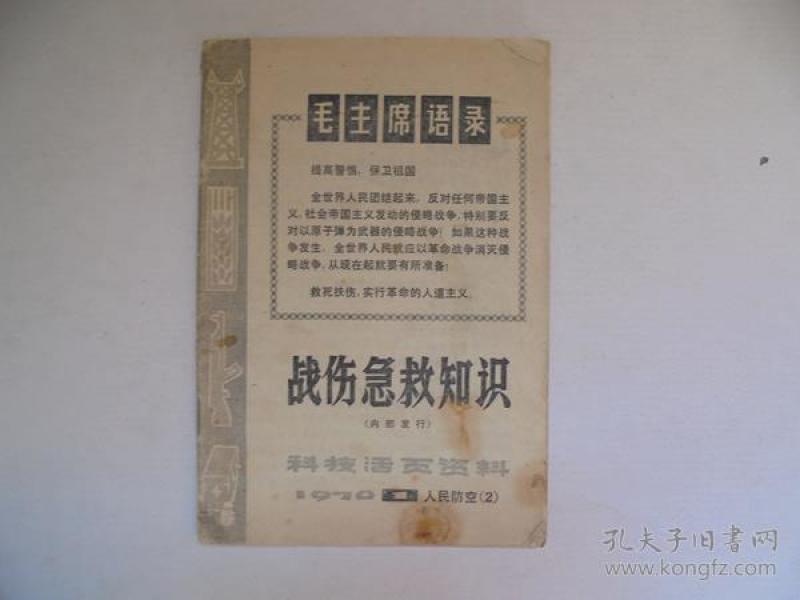 毛主席语录
提高警惕，保卫祖国
全世界人民团结起来，反对任何帝国主
义、社会帝国主义发动的侵略战争，特别要反
对以原子弹为武器的侵略战争！如果这种战
争发生，全世界人民就应以革命战争消灭侵
略战争，从现在起就要有所准备！
救死扶伤，实行革命的人道主义。
战伤急救知识
（内部发行）
科技活页资料
1970 1 人民防空(2)
孔夫子旧书网
www.kongfz.com